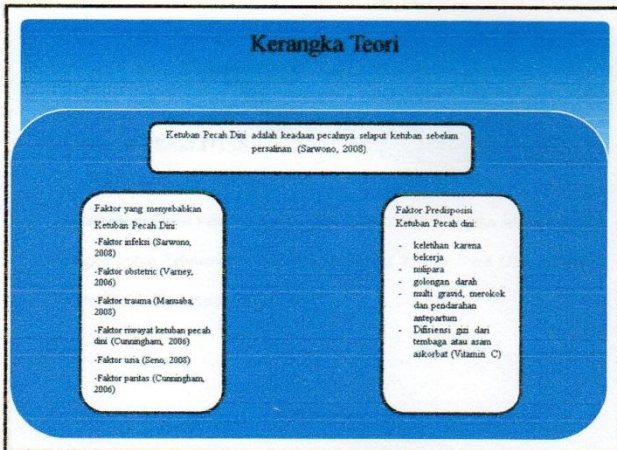 Kerangka Teori
Ketuban Pecah Dini adalah keadaan pecahnya selaput ketuban sebelum
persalinan (Sarwono, 2008).
Faktor yang menyebabkan
Ketuban Pecah Dini:
-Faktor infeksi (Sarwono,
2008)
-Faktor obstetric (Varney,
2006)
-Faktor trauma (Manuaba,
2008)
-Faktor riwayat ketuban pecah
dini (Cunningham, 2006)
-Faktor usia (Seno, 2008)
-Faktor paritas (Cunningham,
2006)
Faktor Predisposisi
Ketuban Pecah dini:
- keletihan karena
bekerja
- nulipara
- golongan darah
- multi gravid, merokok
dan pendarahan
antepartum
- Difisiensi gizi dari
tembaga atau asam
askorbat (Vitamin C)